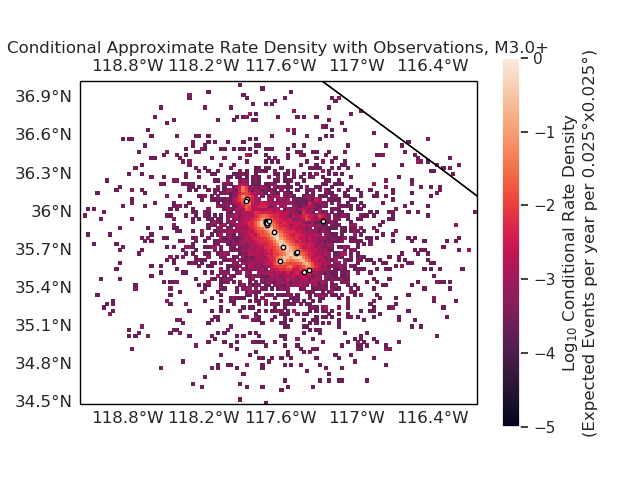 Conditional Approximate Rate Density with Observations, M3.0+
118.8°W 118.2°W 117.6°W 117°W 116.4°W
36.9°N
36.6°N
36.3°N
36°N
35.7°N
35.4°N
35.1°N
34.8°N
34.5°N
118.8°W 118.2°W 117.6°W 117°W 116.4°W
0
−1
−2
−3
−4
−5
Log₁₀ Conditional Rate Density
(Expected Events per year per 0.025°x0.025°)